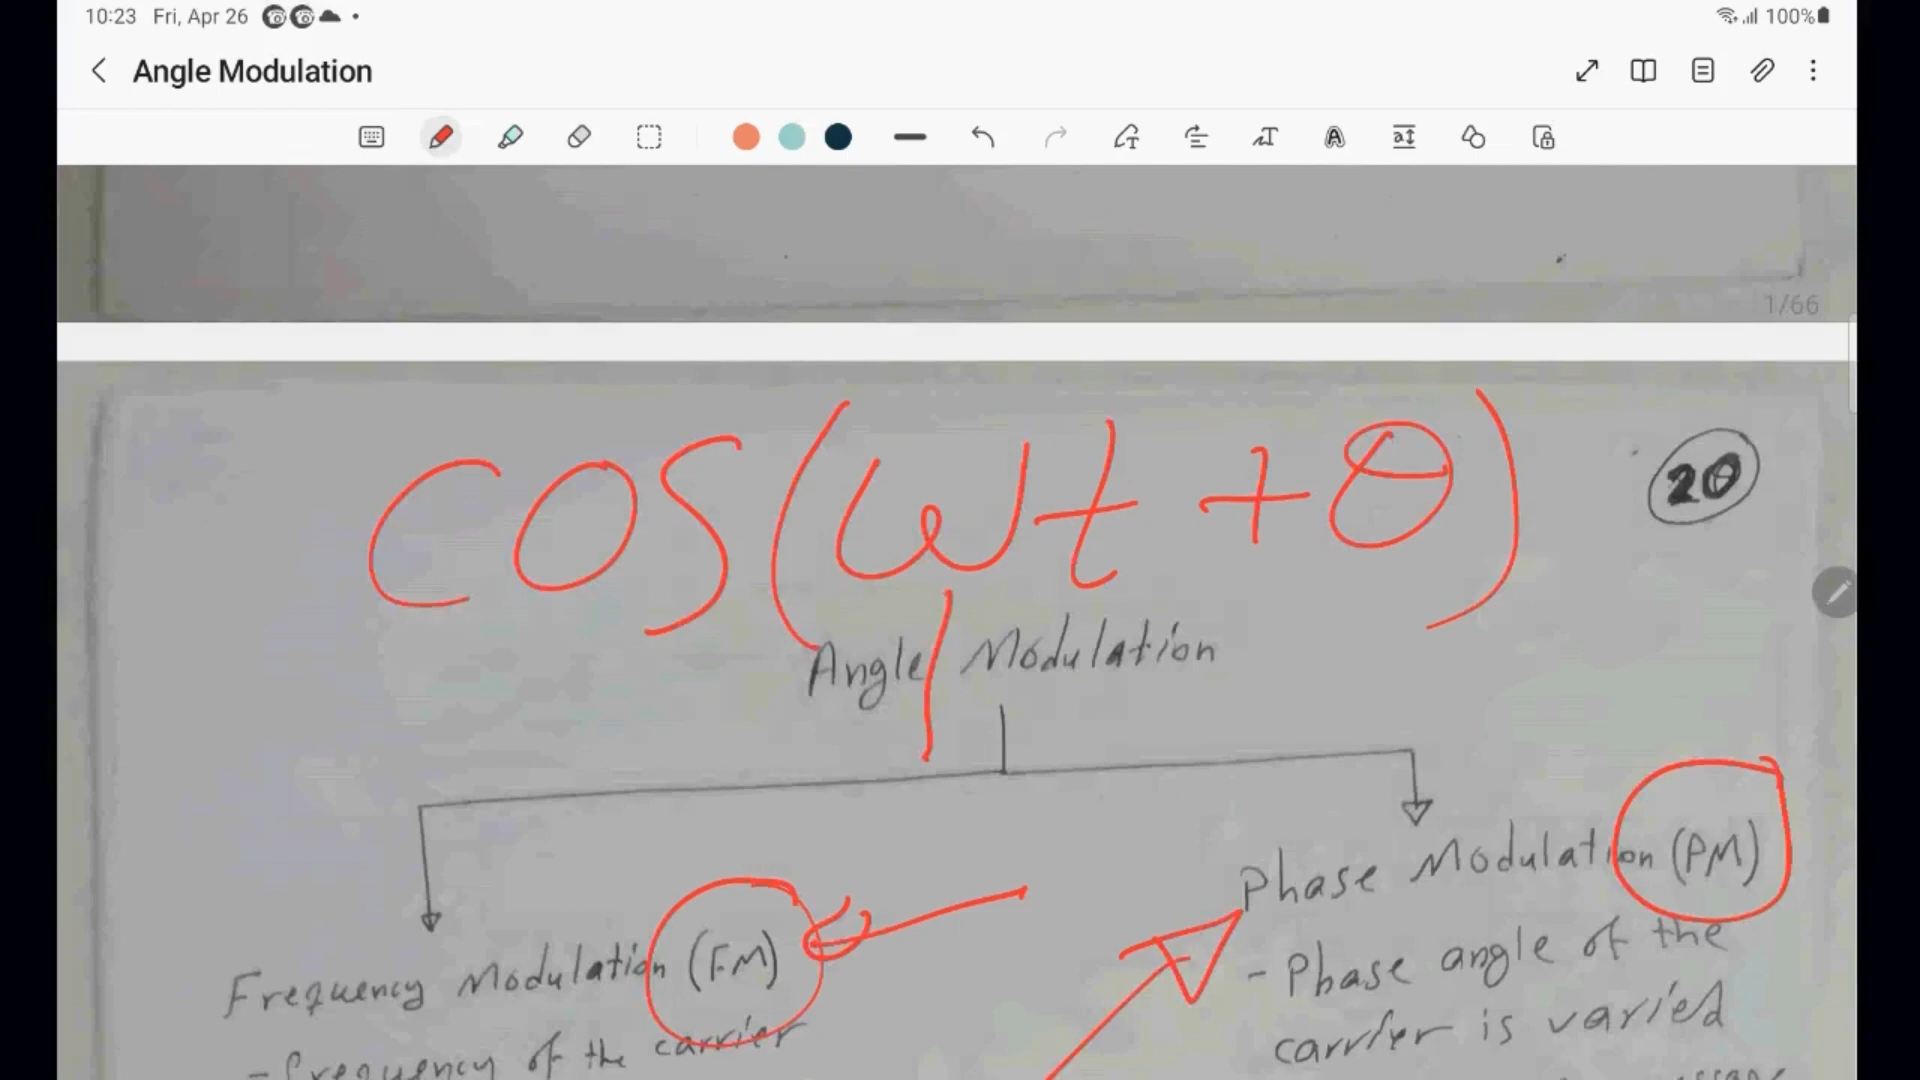 10:23 Fri, Apr 26
100%
Angle Modulation
1/66
cos(ωt + θ)
20
Angle Modulation
Phase Modulation (PM)
- Phase angle of the
carrier is varied
Frequency Modulation (FM)
- frequency of the carrier